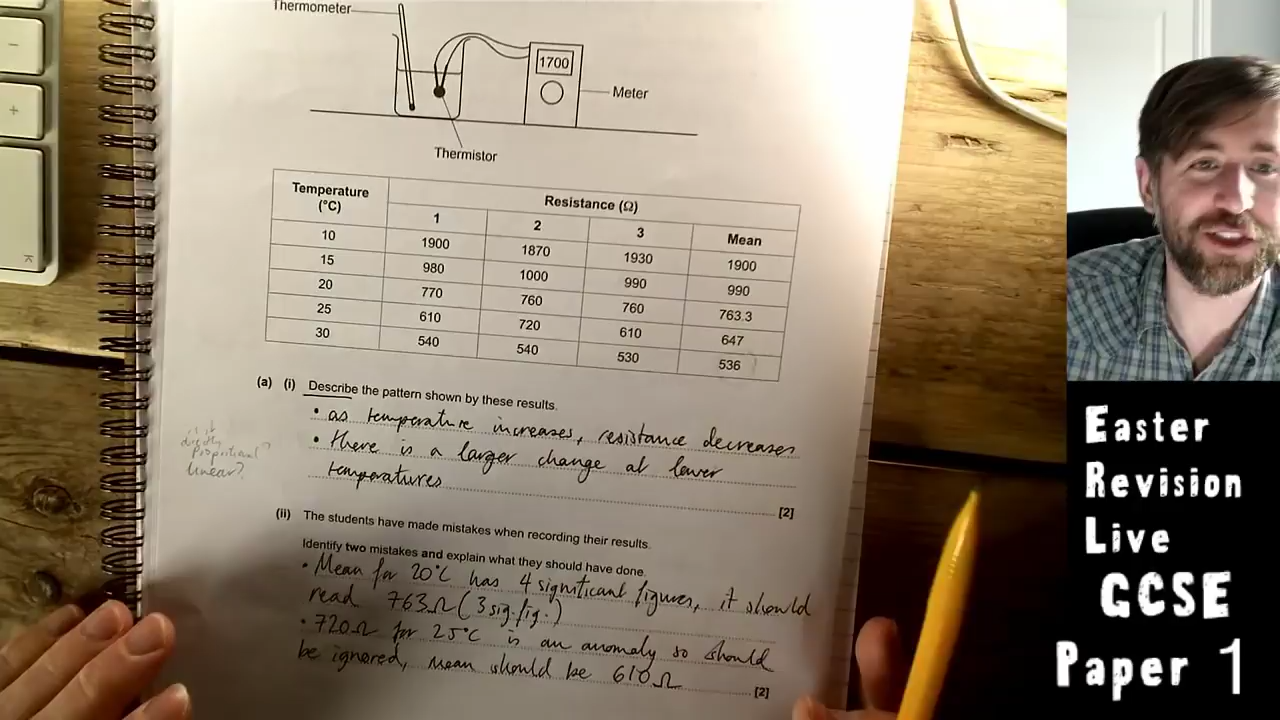 Thermometer
1700
Meter
Thermistor
Temperature (°C) Resistance (Ω)
1 2 3 Mean
10 1900 1870 1930 1900
15 980 1000 990 990
20 770 760 760 763.3
25 610 720 610 647
30 540 540 530 536
(a) (i) Describe the pattern shown by these results.
• as temperature increases, resistance decreases
• there is a larger change at lower
temperatures
[2]
is it
directly
proportional?
linear?
(ii) The students have made mistakes when recording their results.
Identify two mistakes and explain what they should have done.
• Mean for 20°C has 4 significant figures, it should
read 763Ω (3 sig. fig.)
• 720Ω for 25°C is an anomaly so should
be ignored, mean should be 610Ω
[2]
Easter
Revision
Live
GCSE
Paper 1